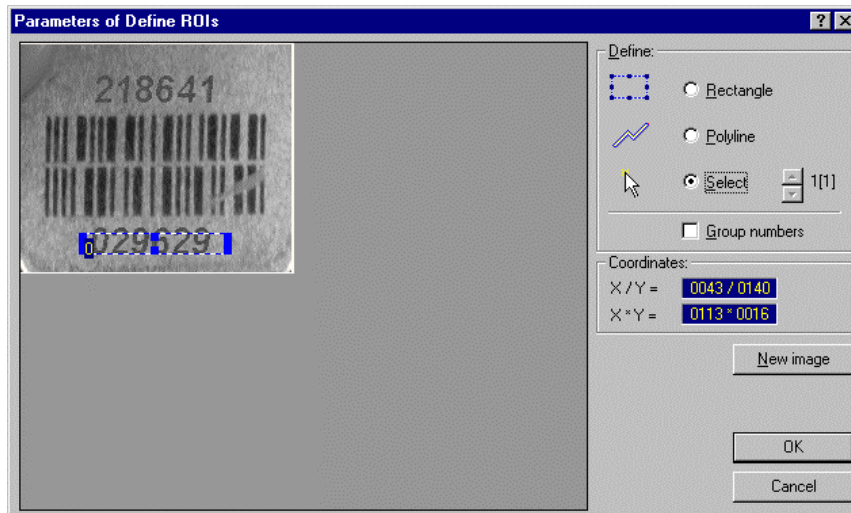 Parameters of Define ROIs
218641
029629
0
Define:
Rectangle
Polyline
Select
1[1]
Group numbers
Coordinates:
X / Y = 0043 / 0140
X * Y = 0113 * 0016
New image
OK
Cancel